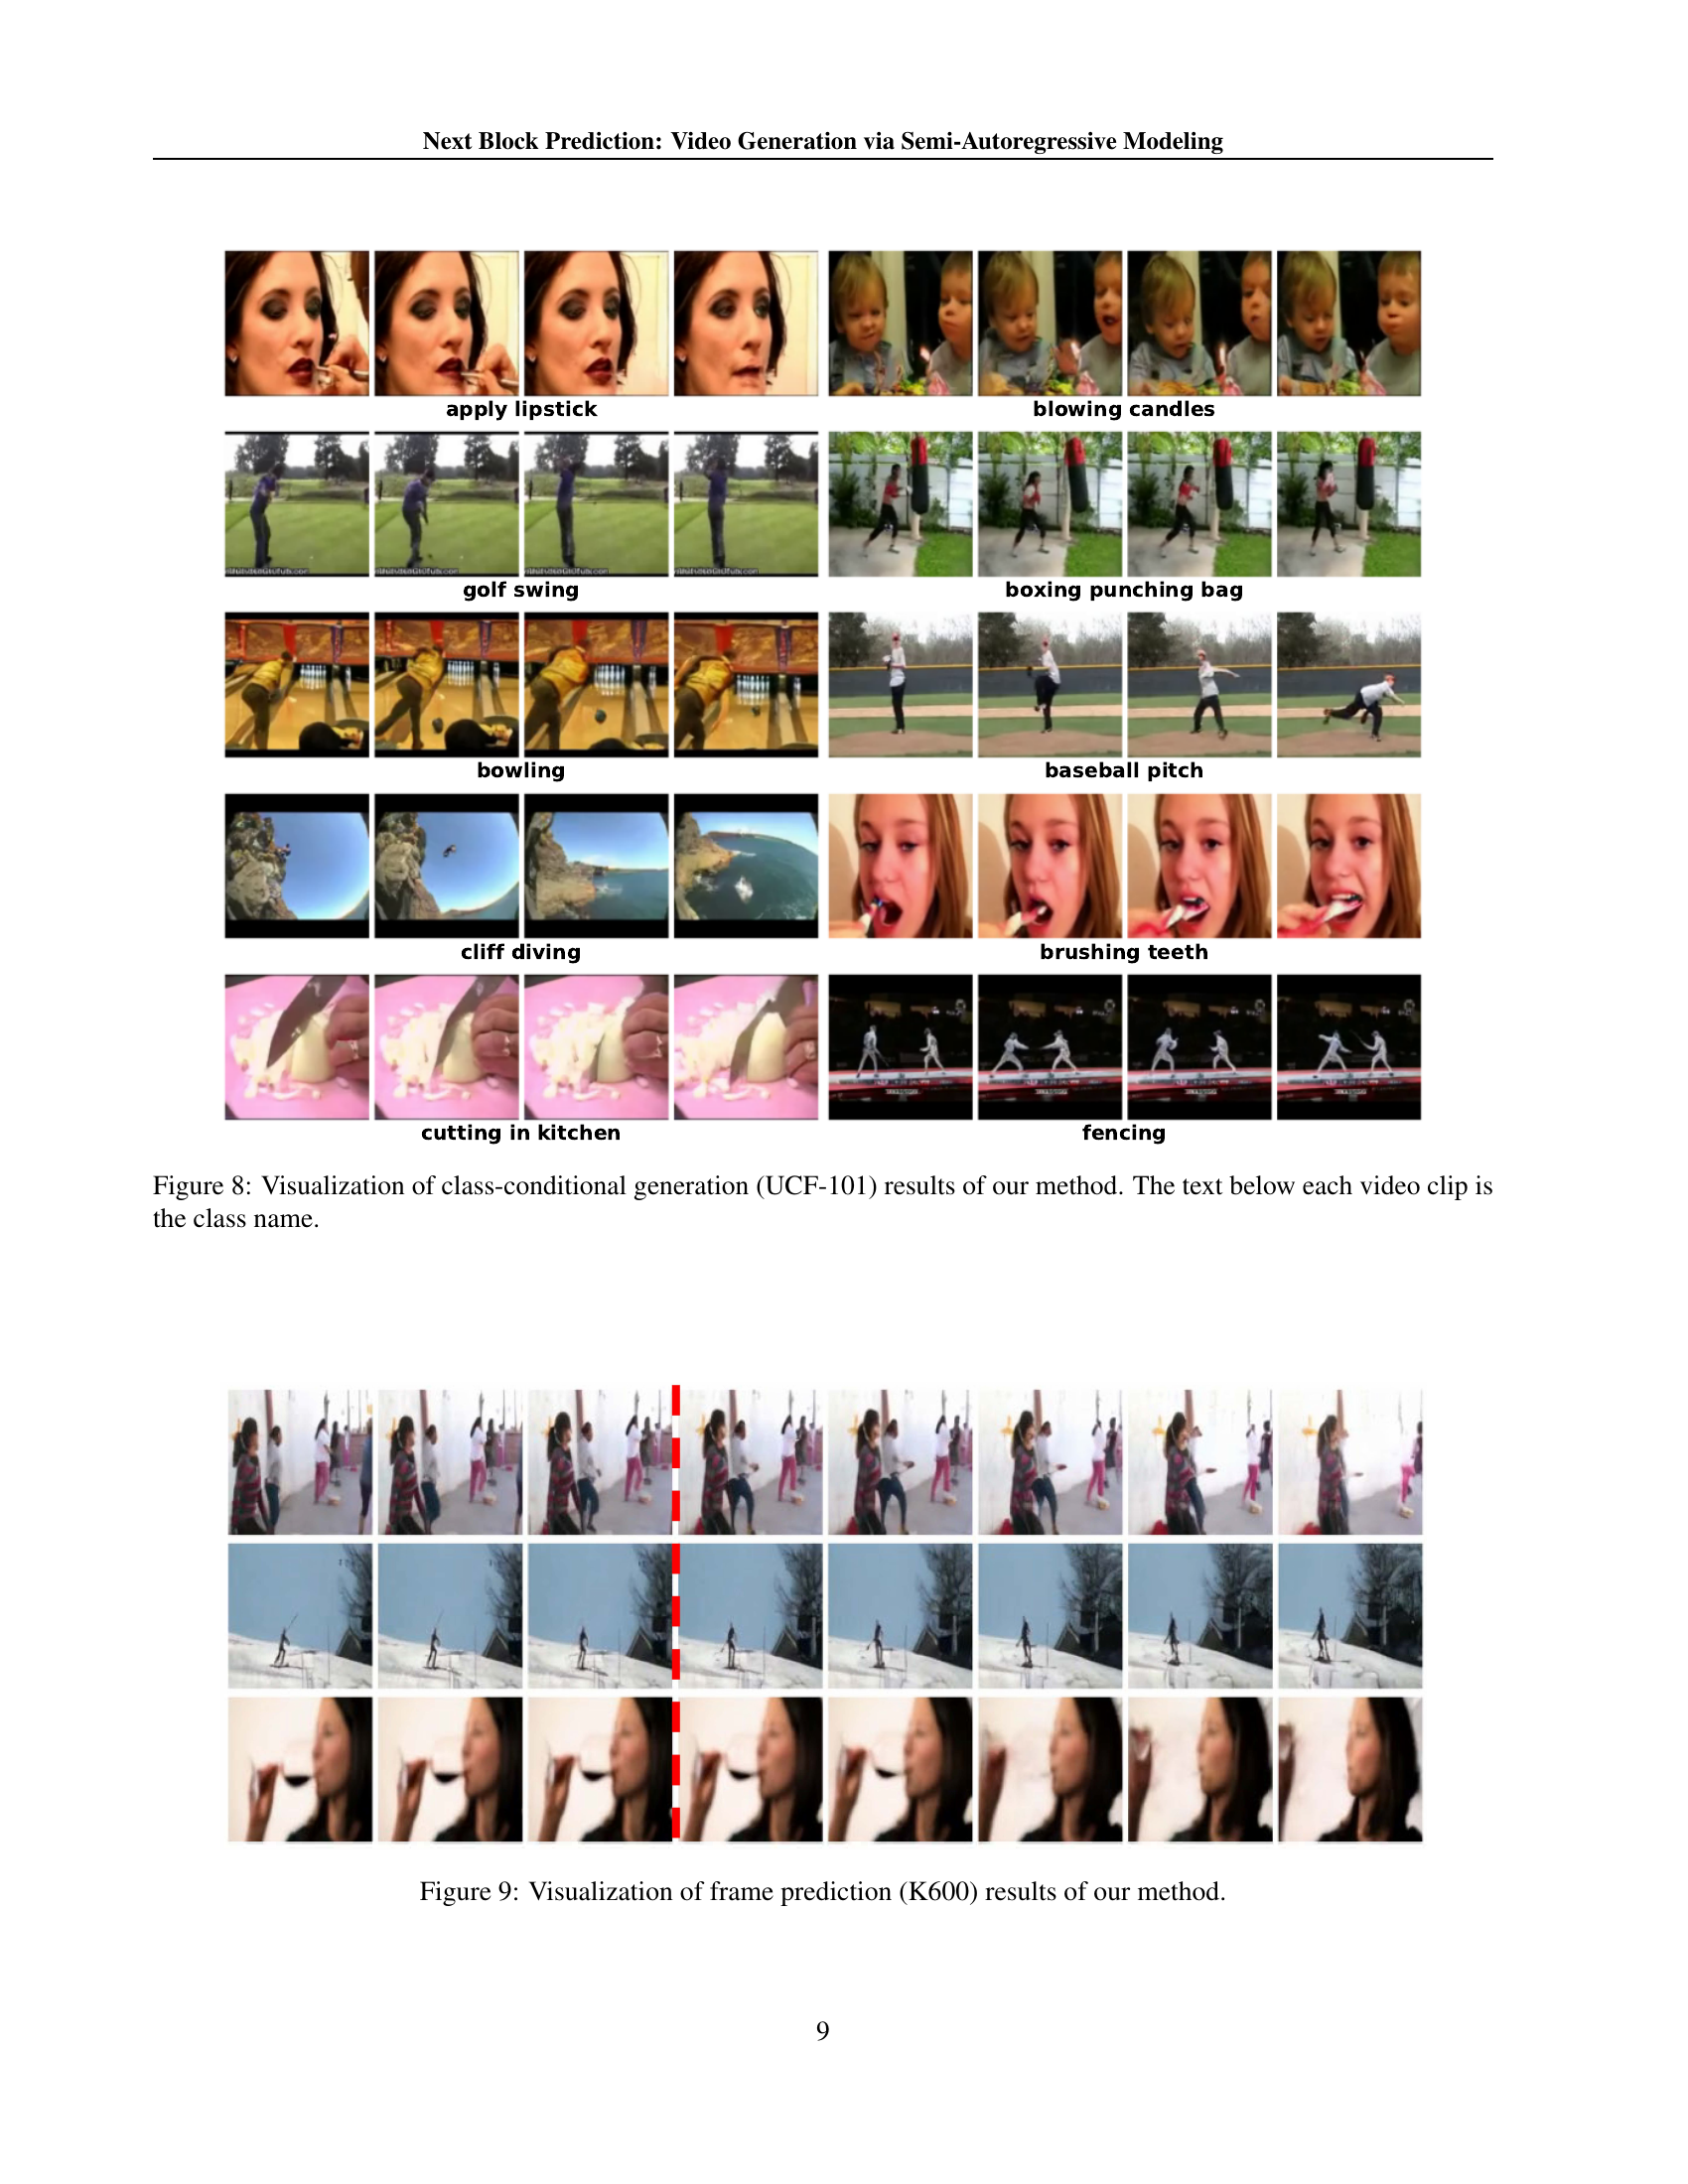 Next Block Prediction: Video Generation via Semi-Autoregressive Modeling
apply lipstick
blowing candles
golf swing
boxing punching bag
bowling
baseball pitch
cliff diving
brushing teeth
cutting in kitchen
fencing
Figure 8: Visualization of class-conditional generation (UCF-101) results of our method. The text below each video clip is
the class name.
Figure 9: Visualization of frame prediction (K600) results of our method.
9